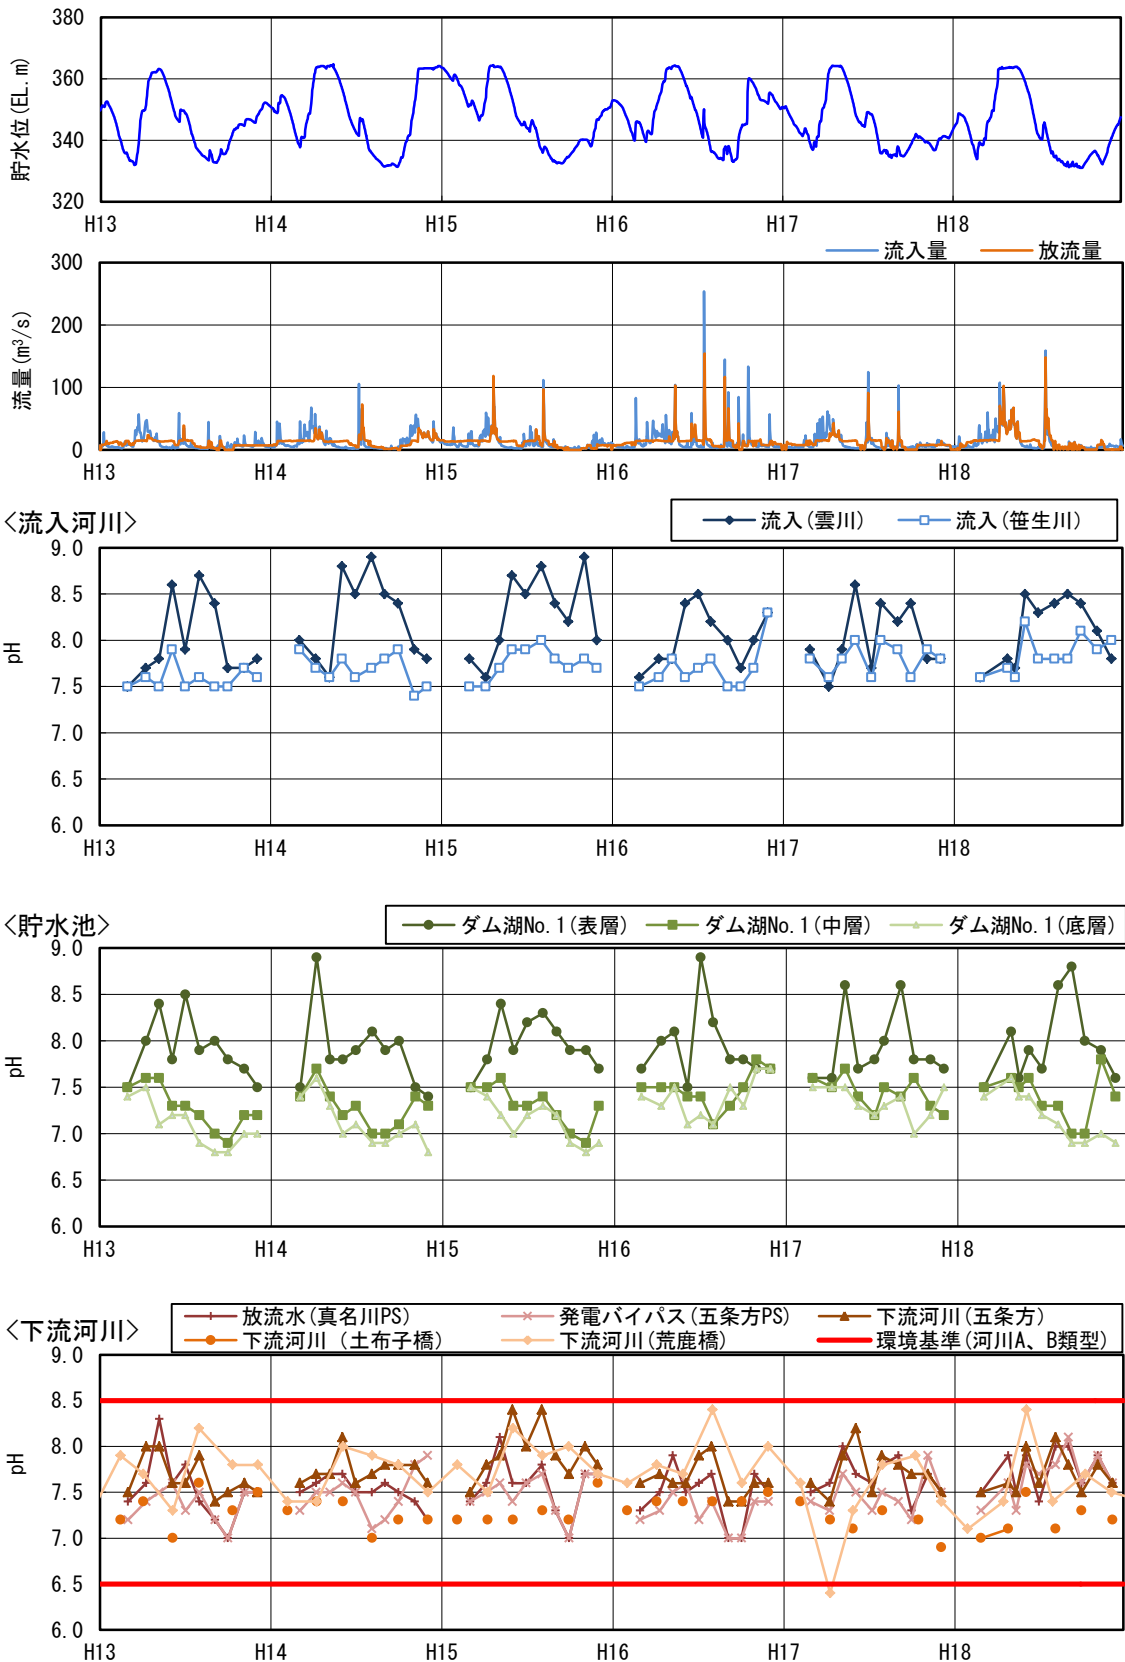 貯水位(EL.m)
380
360
340
320
H13 H14 H15 H16 H17 H18
流入量 放流量
流量(m³/s)
300
200
100
0
H13 H14 H15 H16 H17 H18
<流入河川>
流入(雲川) 流入(笹生川)
pH
9.0
8.5
8.0
7.5
7.0
6.5
6.0
H13 H14 H15 H16 H17 H18
<貯水池>
ダム湖No.1(表層) ダム湖No.1(中層) ダム湖No.1(底層)
pH
9.0
8.5
8.0
7.5
7.0
6.5
6.0
H13 H14 H15 H16 H17 H18
<下流河川>
放流水(真名川PS) 発電バイパス(五条方PS) 下流河川(五条方)
下流河川（土布子橋） 下流河川(荒鹿橋) 環境基準(河川A、B類型)
pH
9.0
8.5
8.0
7.5
7.0
6.5
6.0
H13 H14 H15 H16 H17 H18